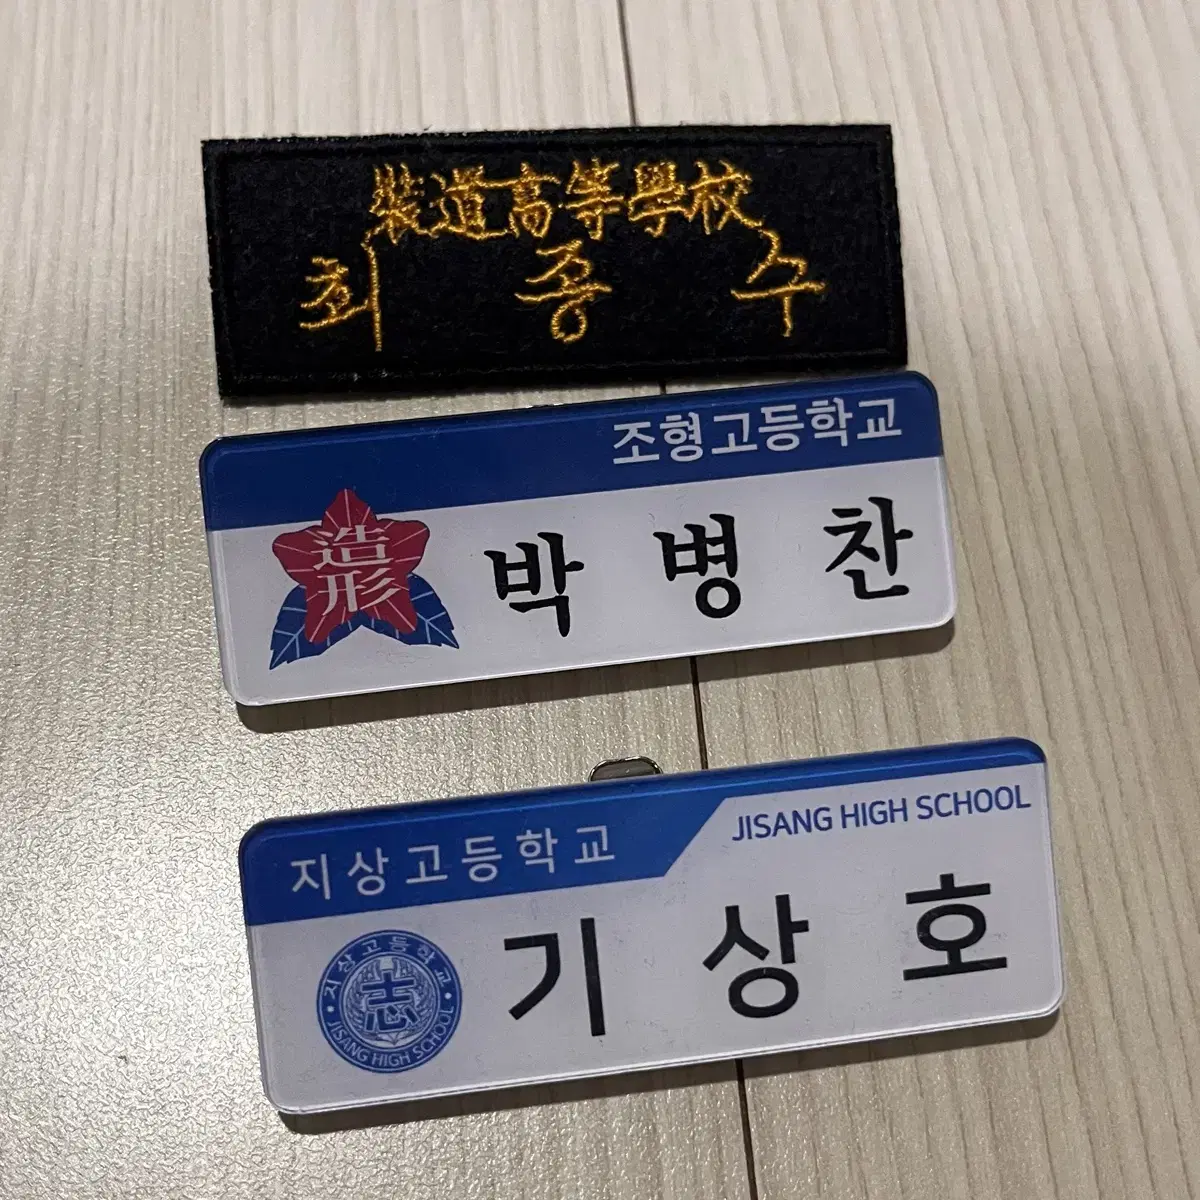 裝道高等學校
최종수
조형고등학교
造形
박병찬
지상고등학교
JISANG HIGH SCHOOL
지상고등학교
志
JISANG HIGH SCHOOL
기상호